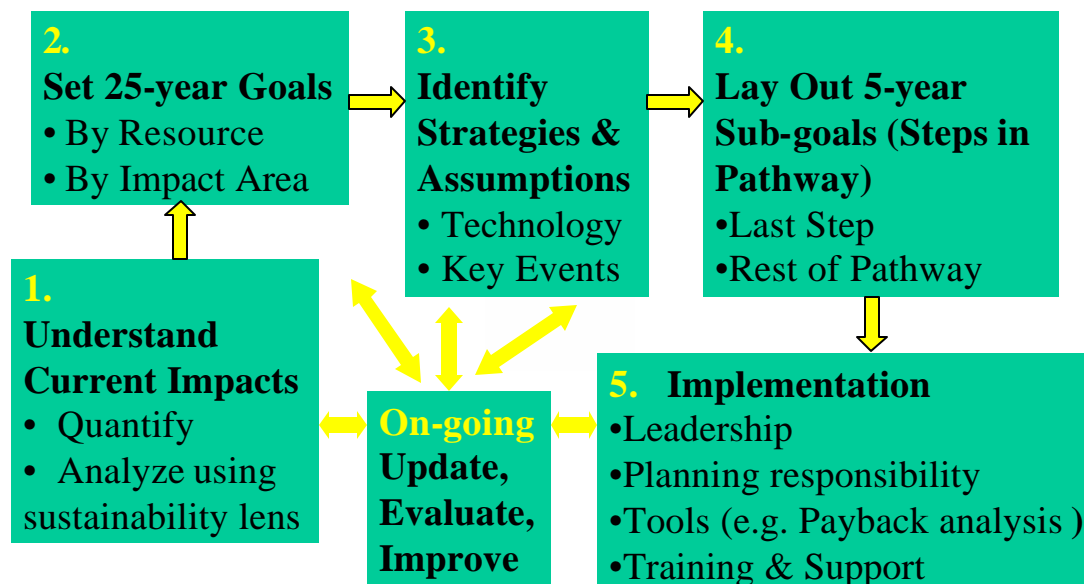 1.
Understand
Current Impacts
• Quantify
• Analyze using
sustainability lens
2.
Set 25-year Goals
• By Resource
• By Impact Area
3.
Identify
Strategies &
Assumptions
• Technology
• Key Events
4.
Lay Out 5-year
Sub-goals (Steps in
Pathway)
•Last Step
•Rest of Pathway
5. Implementation
•Leadership
•Planning responsibility
•Tools (e.g. Payback analysis )
•Training & Support
On-going
Update,
Evaluate,
Improve